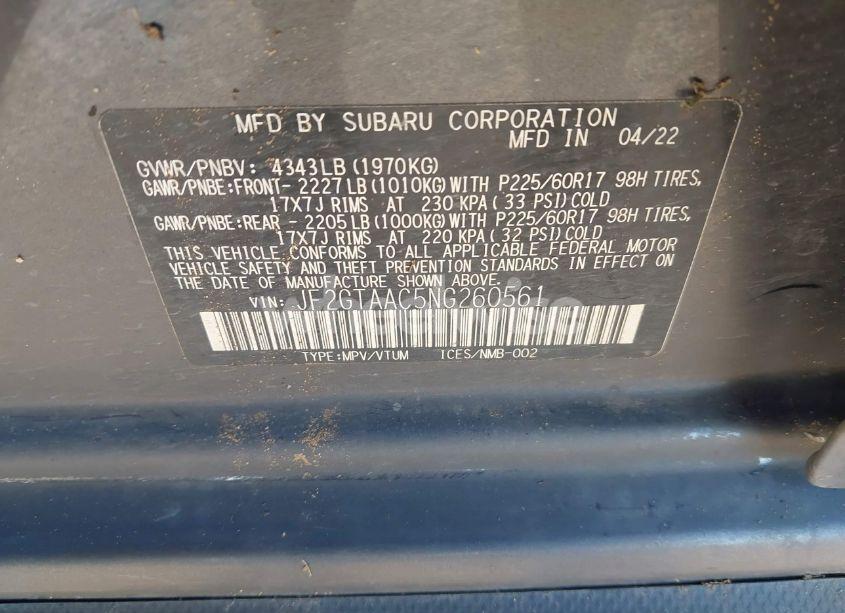 MFD BY SUBARU CORPORATION
MFD IN 04/22
GVWR/PNBV: 4343LB (1970KG)
GAWR/PNBE:FRONT- 2227 LB (1010KG) WITH P225/60R17 98H TIRES,
17X7J RIMS AT 230 KPA ( 33 PSI) COLD
GAWR/PNBE:REAR - 2205 LB (1000KG) WITH P225/60R17 98H TIRES,
17X7J RIMS AT 220 KPA ( 32 PSI) COLD
THIS VEHICLE CONFORMS TO ALL APPLICABLE FEDERAL MOTOR
VEHICLE SAFETY AND THEFT PREVENTION STANDARDS IN EFFECT ON
THE DATE OF MANUFACTURE SHOWN ABOVE.
VIN: JF2GTAAC5NG260561
TYPE:MPV/VTUM ICES/NMB-002